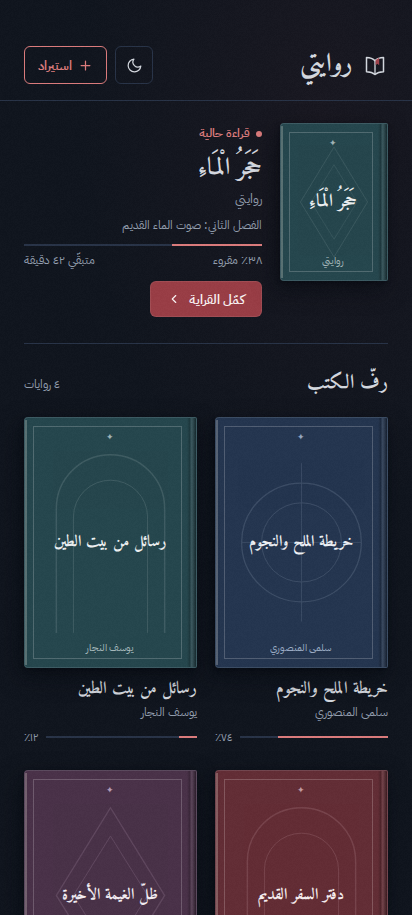 روايتي
استيراد
حَجَرُ الْمَاءِ
روايتي
قراءة حالية
حَجَرُ الْمَاءِ
روايتي
الفصل الثاني: صوت الماء القديم
٣٨٪ مقروء
متبقّي ٤٢ دقيقة
كمّل القراية
رفّ الكتب
٤ روايات
خريطة الملح والنجوم
سلمى المنصوري
خريطة الملح والنجوم
سلمى المنصوري
٧٤٪
رسائل من بيت الطين
يوسف النجار
رسائل من بيت الطين
يوسف النجار
١٢٪
دفتر السفر القديم
ظلّ الغيمة الأخيرة